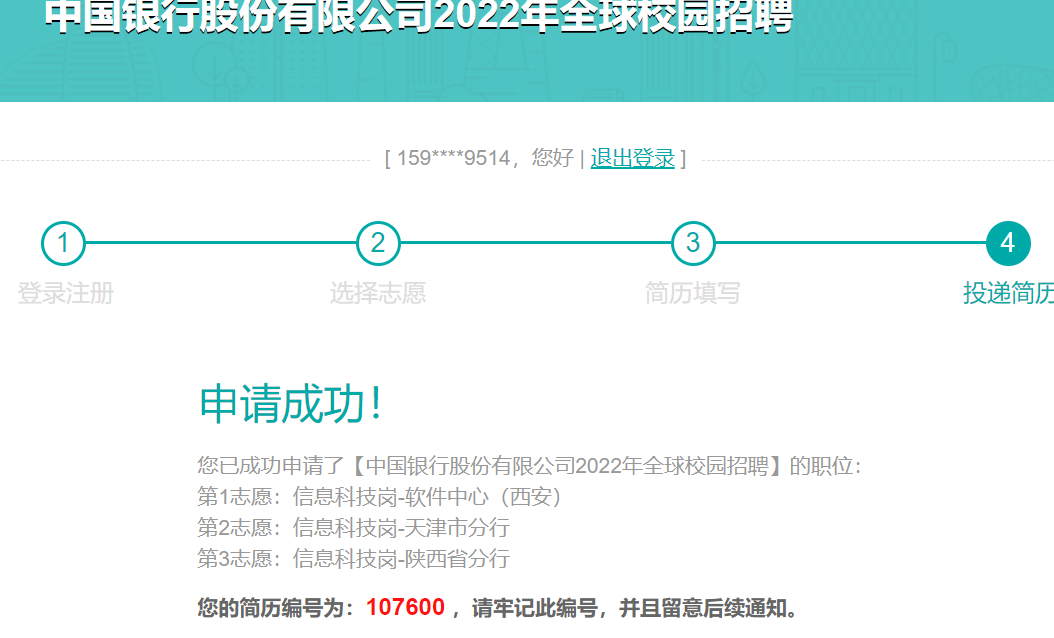 中国银行股份有限公司2022年全球校园招聘
[ 159****9514，您好 | 退出登录 ]
1 2 3 4
登录注册 选择志愿 简历填写 投递简历
申请成功！
您已成功申请了【中国银行股份有限公司2022年全球校园招聘】的职位：
第1志愿：信息科技岗-软件中心（西安）
第2志愿：信息科技岗-天津市分行
第3志愿：信息科技岗-陕西省分行
您的简历编号为：107600 ，请牢记此编号，并且留意后续通知。